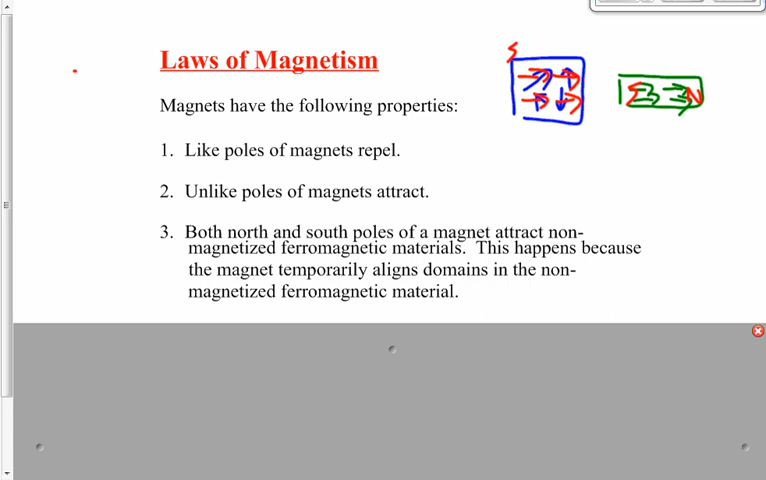 Laws of Magnetism
S
Magnets have the following properties:
N
1. Like poles of magnets repel.
2. Unlike poles of magnets attract.
3. Both north and south poles of a magnet attract non-
magnetized ferromagnetic materials. This happens because
the magnet temporarily aligns domains in the non-
magnetized ferromagnetic material.